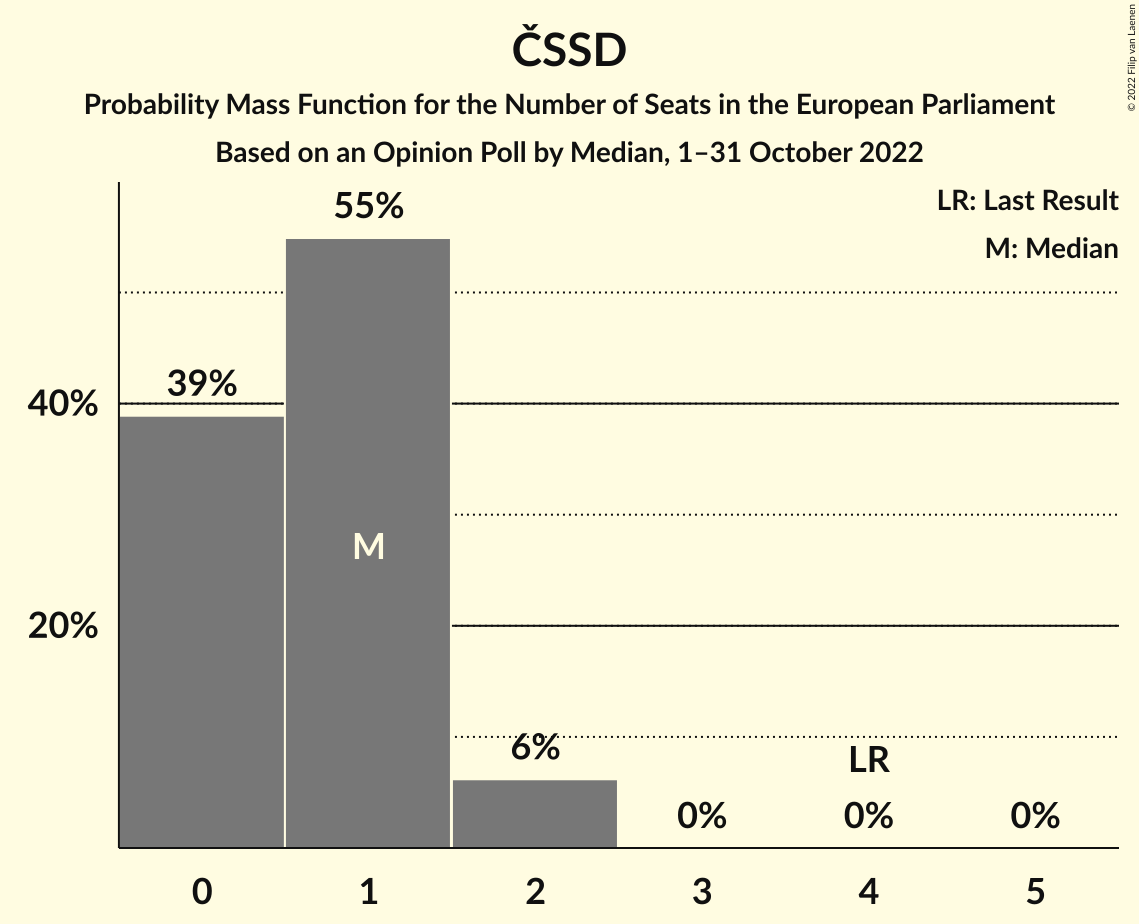 ČSSD
Probability Mass Function for the Number of Seats in the European Parliament
Based on an Opinion Poll by Median, 1–31 October 2022
© 2022 Filip van Laenen
LR: Last Result
M: Median
55%
39%
40%
M
20%
6%
LR
0%
0%
0%
0
1
2
3
4
5